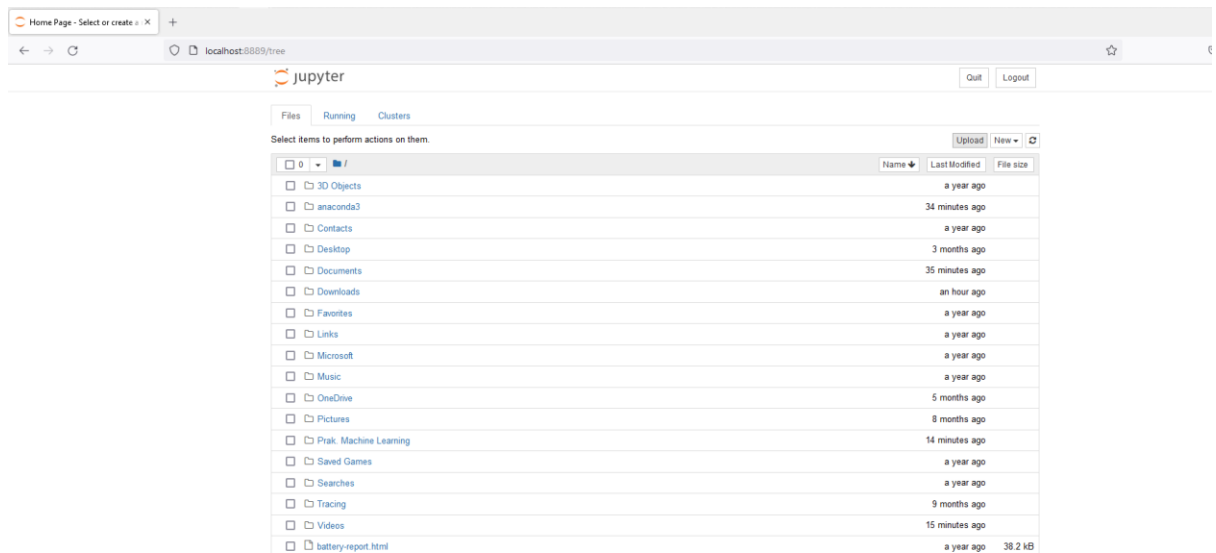 Home Page - Select or create a
localhost:8889/tree
jupyter
Quit Logout
Files Running Clusters
Select items to perform actions on them.
Upload New
0 /
Name Last Modified File size
3D Objects a year ago
anaconda3 34 minutes ago
Contacts a year ago
Desktop 3 months ago
Documents 35 minutes ago
Downloads an hour ago
Favorites a year ago
Links a year ago
Microsoft a year ago
Music a year ago
OneDrive 5 months ago
Pictures 8 months ago
Prak. Machine Learning 14 minutes ago
Saved Games a year ago
Searches a year ago
Tracing 9 months ago
Videos 15 minutes ago
battery-report.html a year ago 38.2 kB